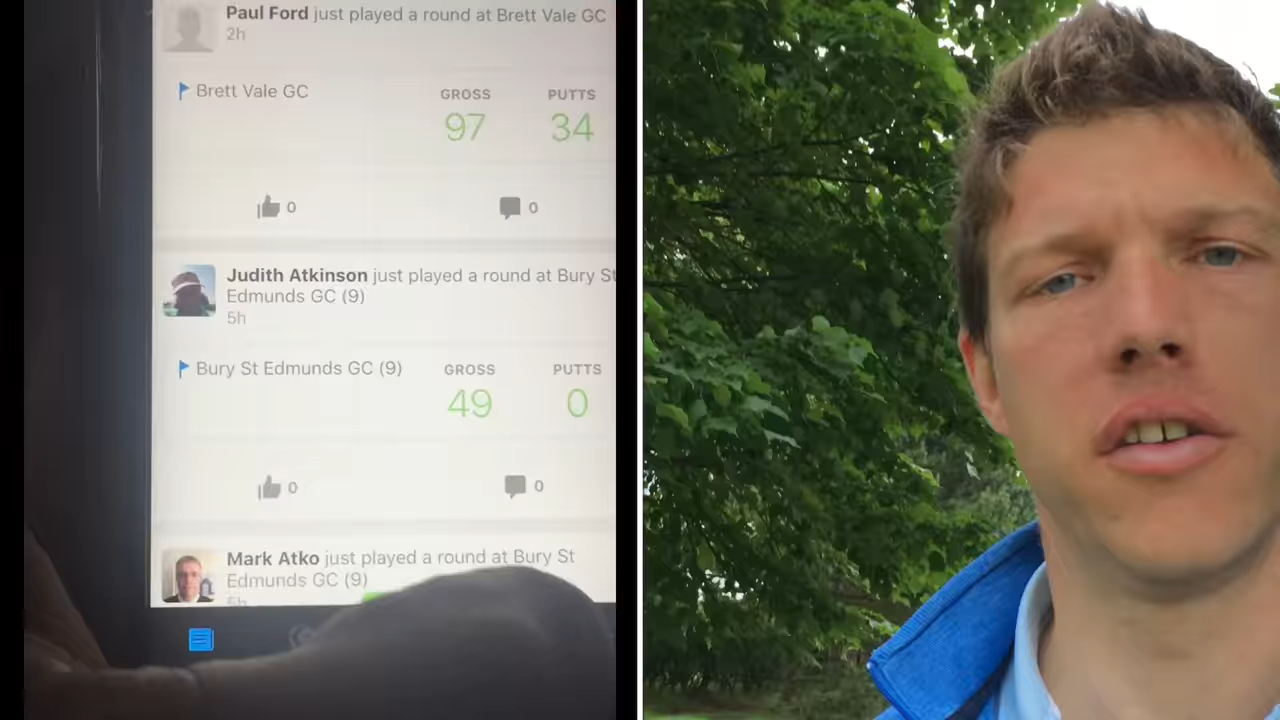 Paul Ford just played a round at Brett Vale GC
2h
Brett Vale GC
GROSS
PUTTS
97
34
0
0
Judith Atkinson just played a round at Bury St
Edmunds GC (9)
5h
Bury St Edmunds GC (9)
GROSS
PUTTS
49
0
0
0
Mark Atko just played a round at Bury St
Edmunds GC (9)
5h